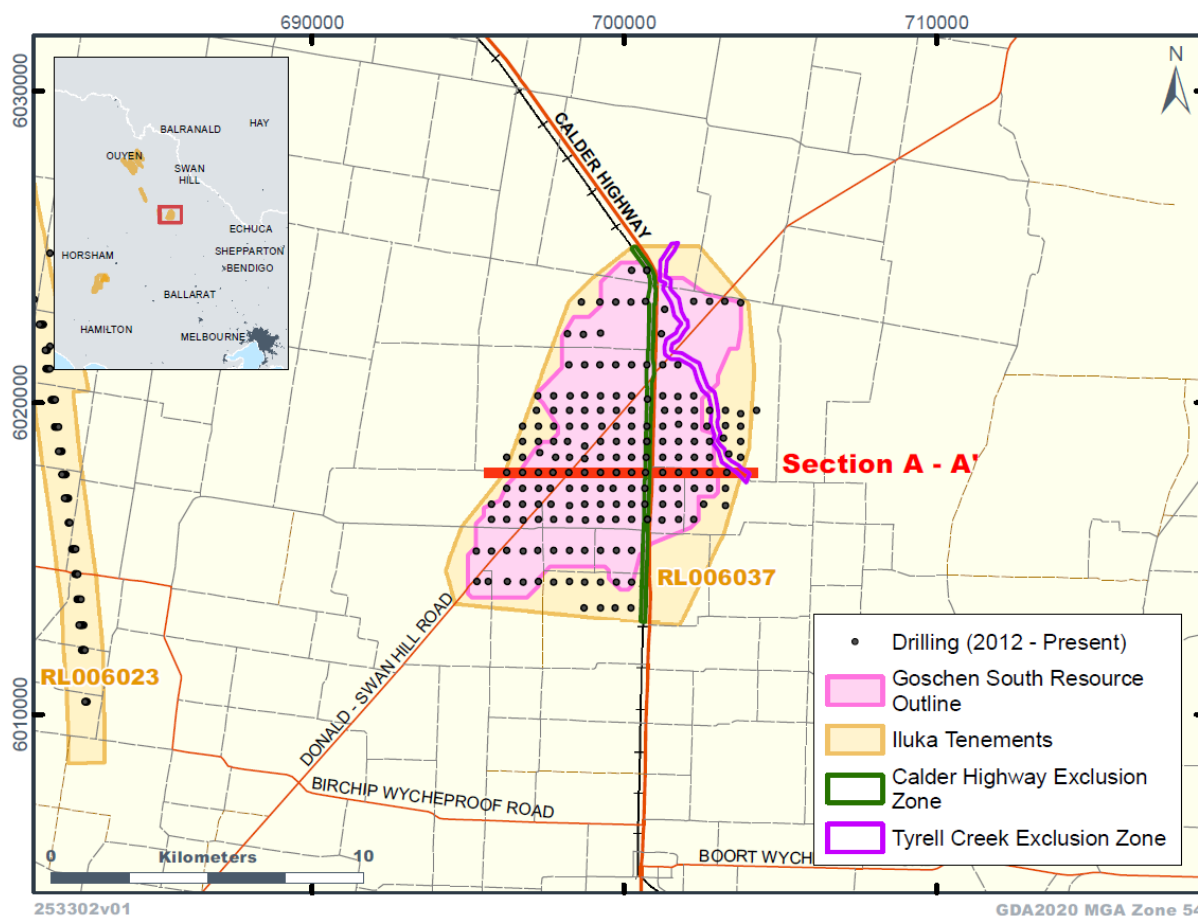 690000
700000
710000
6030000
6020000
6010000
N
BALRANALD
HAY
OUYEN
SWAN
HILL
ECHUCA
HORSHAM
SHEPPARTON
>BENDIGO
BALLARAT
HAMILTON
MELBOURNE
CALDER HIGHWAY
Section A - A'
RL006037
RL006023
DONALD - SWAN HILL ROAD
BIRCHIP WYCHEPROOF ROAD
BOORT WYCH
Drilling (2012 - Present)
Goschen South Resource
Outline
Iluka Tenements
Calder Highway Exclusion
Zone
Tyrell Creek Exclusion Zone
0
Kilometers
10
253302v01
GDA2020 MGA Zone 54